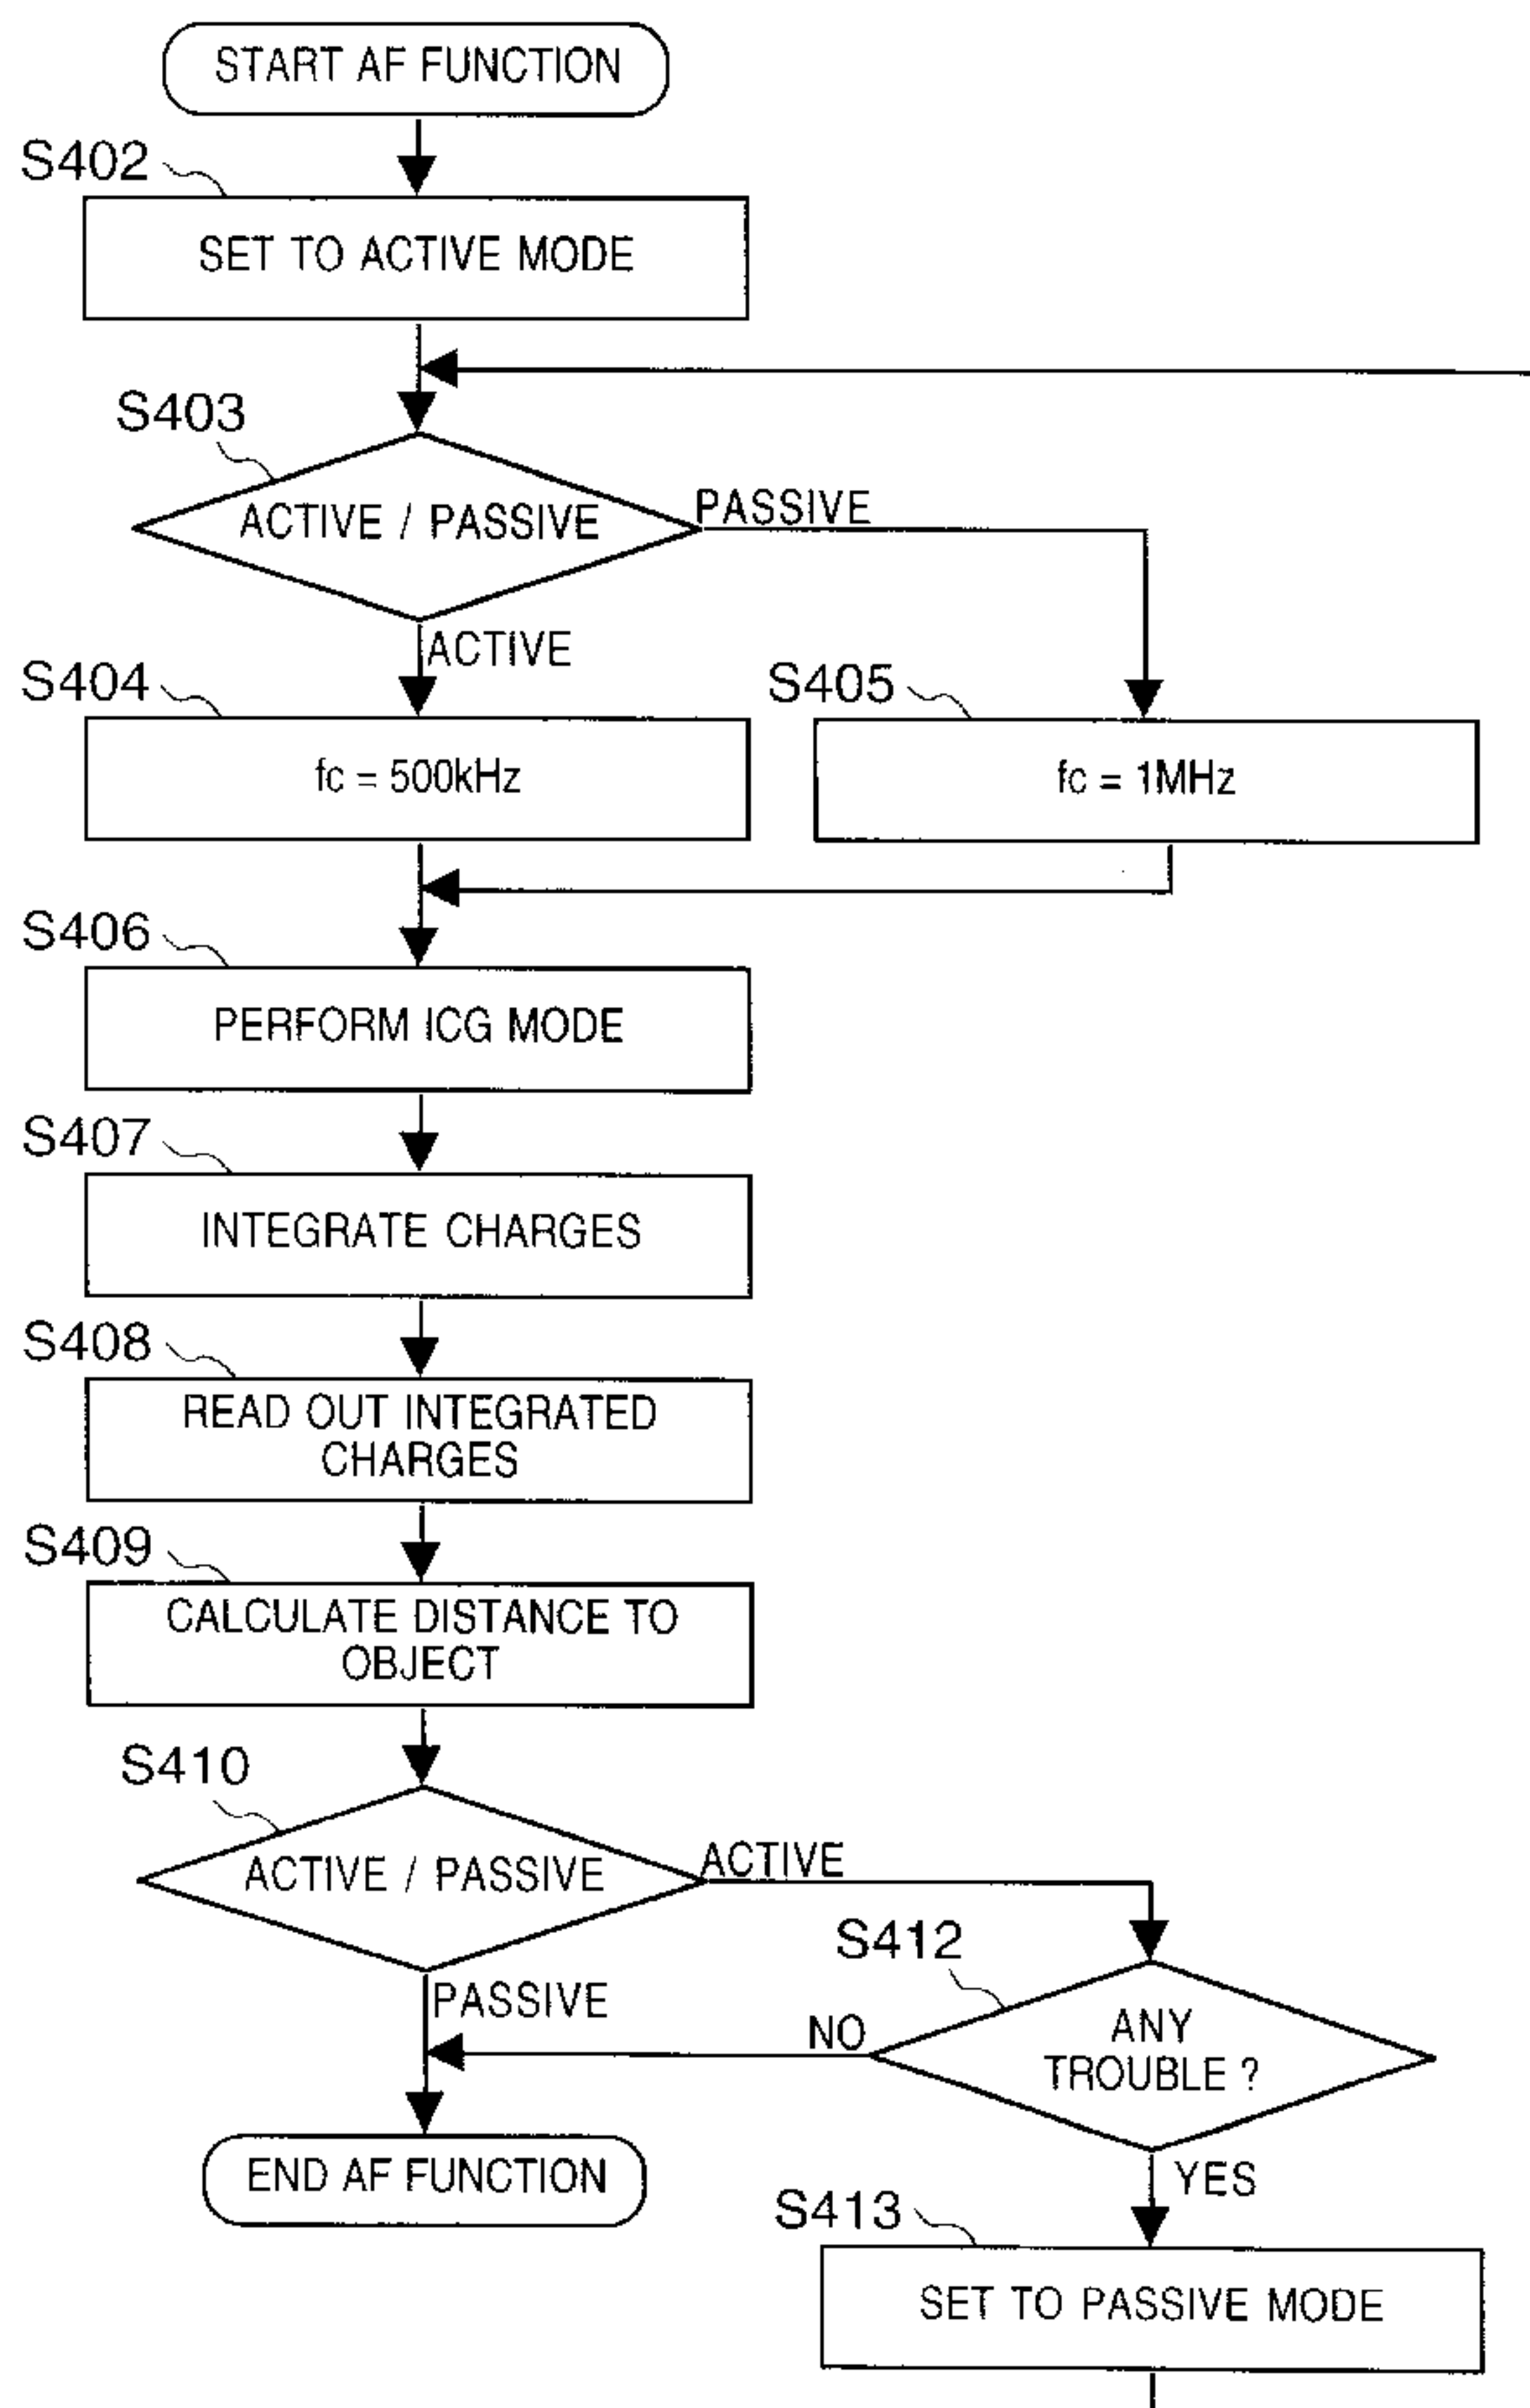 START AF FUNCTION
S402
SET TO ACTIVE MODE
S403
ACTIVE / PASSIVE
PASSIVE
ACTIVE
S404
fc = 500kHz
S405
fc = 1MHz
S406
PERFORM ICG MODE
S407
INTEGRATE CHARGES
S408
READ OUT INTEGRATED
CHARGES
S409
CALCULATE DISTANCE TO
OBJECT
S410
ACTIVE / PASSIVE
ACTIVE
PASSIVE
S412
ANY
TROUBLE ?
NO
YES
END AF FUNCTION
S413
SET TO PASSIVE MODE